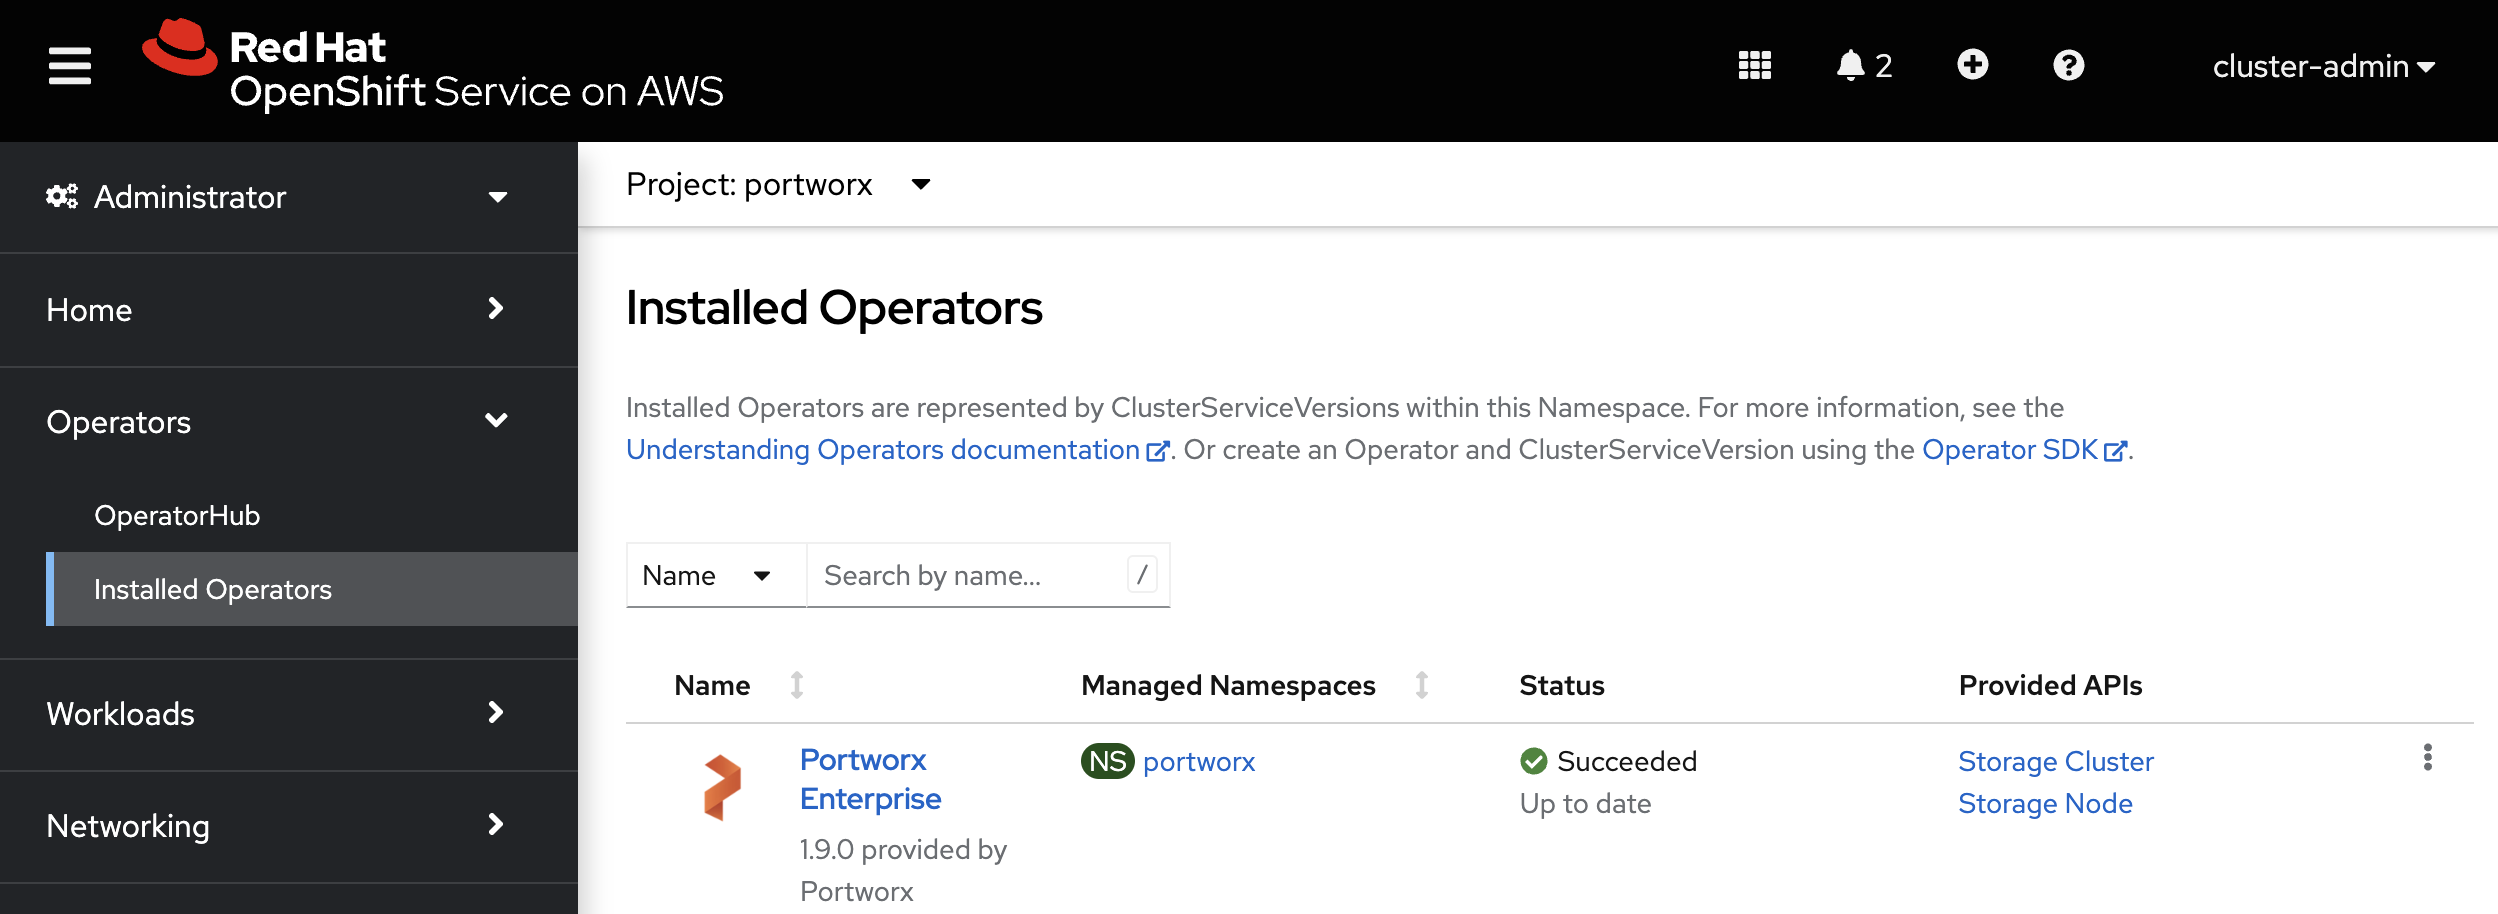 Red Hat
OpenShift Service on AWS
2
cluster-admin
Administrator
Home
Operators
OperatorHub
Installed Operators
Workloads
Networking
Project: portworx
Installed Operators
Installed Operators are represented by ClusterServiceVersions within this Namespace. For more information, see the
Understanding Operators documentation. Or create an Operator and ClusterServiceVersion using the Operator SDK.
Name Search by name... /
Name Managed Namespaces Status Provided APIs
Portworx NS portworx Succeeded Storage Cluster
Enterprise Up to date Storage Node
1.9.0 provided by
Portworx